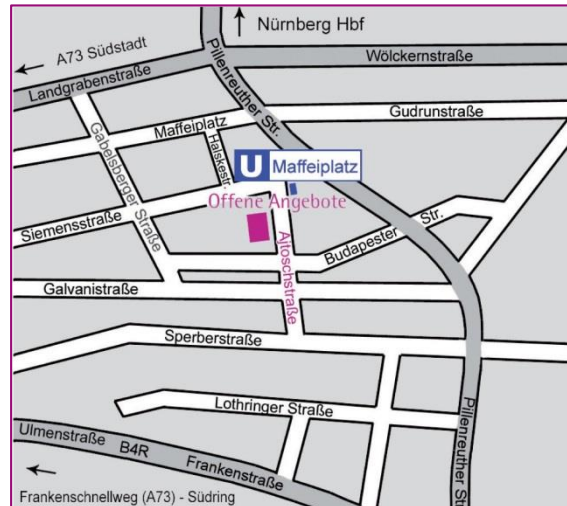 Nürnberg Hbf
A73 Südstadt
Landgrabenstraße
Pillenreuther Str.
Wölckernstraße
Gudrunstraße
Maffeiplatz
Gabelsberger Straße
Halskestr.
U Maffeiplatz
Offene Angebote
Siemensstraße
Ajtoschstraße
Budapester Str.
Galvanistraße
Sperberstraße
Lothringer Straße
Pillenreuther Str.
Ulmenstraße B4R Frankenstraße
Frankenschnellweg (A73) - Südring